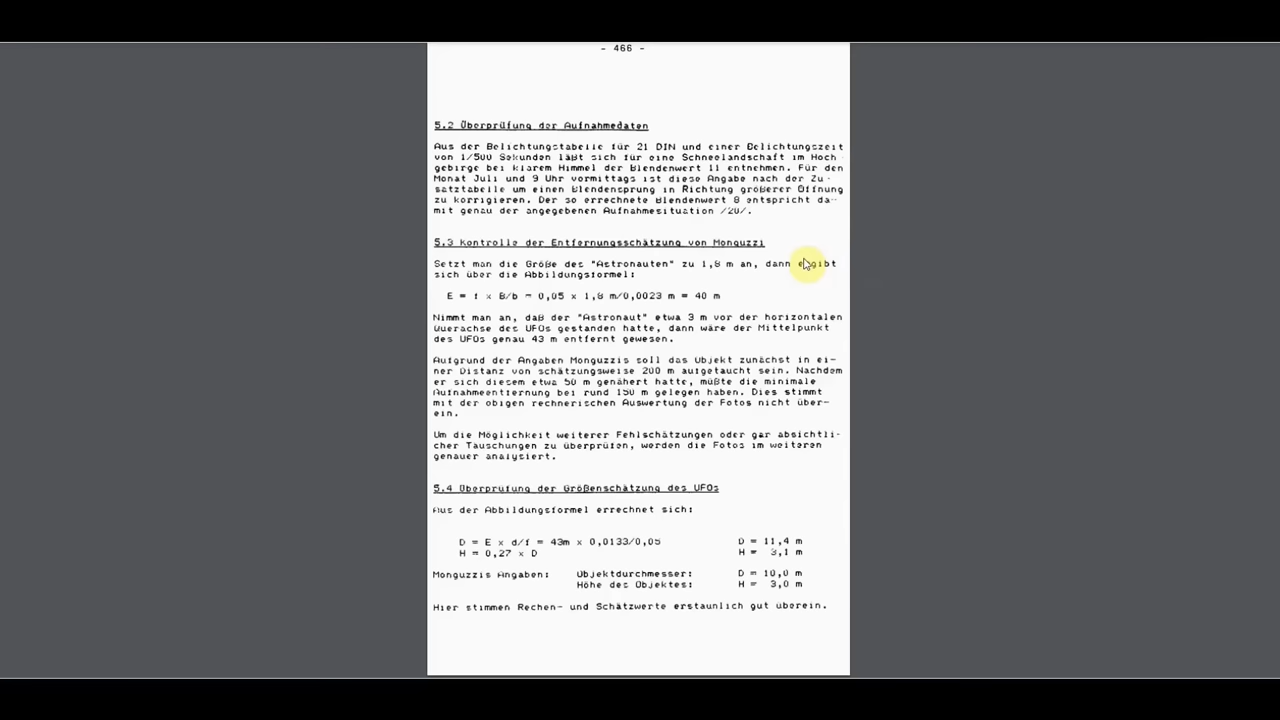 - 466 -
5.2 Überprüfung der Aufnahmedaten
Aus der Belichtungstabelle für 21 DIN und einer Belichtungszeit
von 1/500 Sekunden läßt sich für eine Schneelandschaft im Hoch-
gebirge bei klarem Himmel der Blendenwert 11 entnehmen. Für den
Monat Juli und 9 Uhr vormittags ist diese Angabe nach der Zu-
satztabelle um einen Blendensprung in Richtung größerer Öffnung
zu korrigieren. Der so errechnete Blendenwert 8 entspricht da-
mit genau der angegebenen Aufnahmesituation /20/.
5.3 Kontrolle der Entfernungsschätzung von Monguzzi
Setzt man die Größe des "Astronauten" zu 1,8 m an, dann ergibt
sich über die Abbildungsformel:
E = f x B/b = 0,05 x 1,8 m/0,0023 m = 40 m
Nimmt man an, daß der "Astronaut" etwa 3 m vor der horizontalen
Querachse des UFOs gestanden hatte, dann wäre der Mittelpunkt
des UFOs genau 43 m entfernt gewesen.
Aufgrund der Angaben Monguzzis soll das Objekt zunächst in ei-
ner Distanz von schätzungsweise 200 m aufgetaucht sein. Nachdem
er sich diesem etwa 50 m genähert hatte, müßte die minimale
Aufnahmeentfernung bei rund 150 m gelegen haben. Dies stimmt
mit der obigen rechnerischen Auswertung der Fotos nicht über-
ein.
Um die Möglichkeit weiterer Fehlschätzungen oder gar absichtli-
cher Täuschungen zu überprüfen, werden die Fotos im weiteren
genauer analysiert.
5.4 Überprüfung der Größenschätzung des UFOs
Aus der Abbildungsformel errechnet sich:
D = E x d/f = 43m x 0,0133/0,05 D = 11,4 m
H = 0,27 x D H = 3,1 m
Monguzzis Angaben: Objektdurchmesser: D = 10,0 m
Höhe des Objektes: H = 3,0 m
Hier stimmen Rechen- und Schätzwerte erstaunlich gut überein.